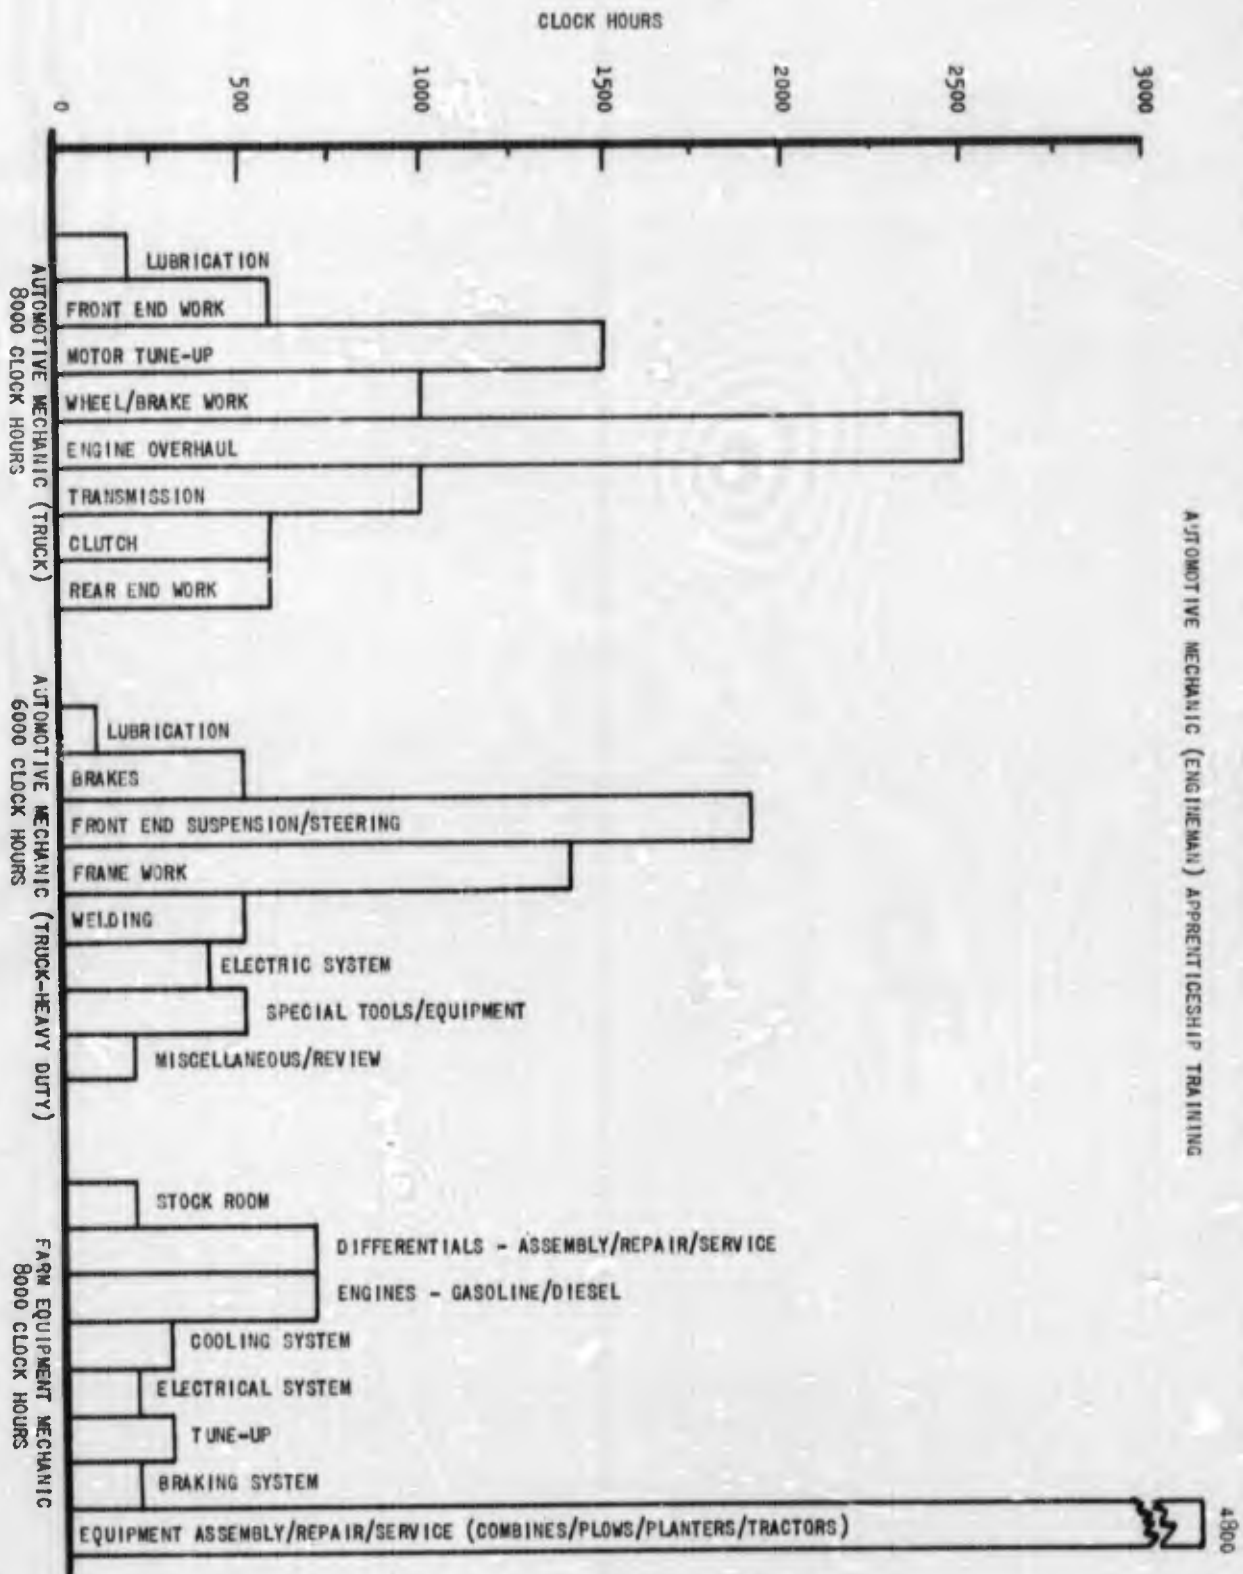 CLOCK HOURS
0
500
1000
1500
2000
2500
3000
AUTOMOTIVE MECHANIC (ENGINEMAN) APPRENTICESHIP TRAINING
LUBRICATION
FRONT END WORK
MOTOR TUNE-UP
WHEEL/BRAKE WORK
ENGINE OVERHAUL
TRANSMISSION
CLUTCH
REAR END WORK
AUTOMOTIVE MECHANIC (TRUCK)
8000 CLOCK HOURS
LUBRICATION
BRAKES
FRONT END SUSPENSION/STEERING
FRAME WORK
WELDING
ELECTRIC SYSTEM
SPECIAL TOOLS/EQUIPMENT
MISCELLANEOUS/REVIEW
AUTOMOTIVE MECHANIC (TRUCK-HEAVY DUTY)
6000 CLOCK HOURS
STOCK ROOM
DIFFERENTIALS - ASSEMBLY/REPAIR/SERVICE
ENGINES - GASOLINE/DIESEL
COOLING SYSTEM
ELECTRICAL SYSTEM
TUNE-UP
BRAKING SYSTEM
EQUIPMENT ASSEMBLY/REPAIR/SERVICE (COMBINES/PLOWS/PLANTERS/TRACTORS)
4800
FARM EQUIPMENT MECHANIC
8000 CLOCK HOURS